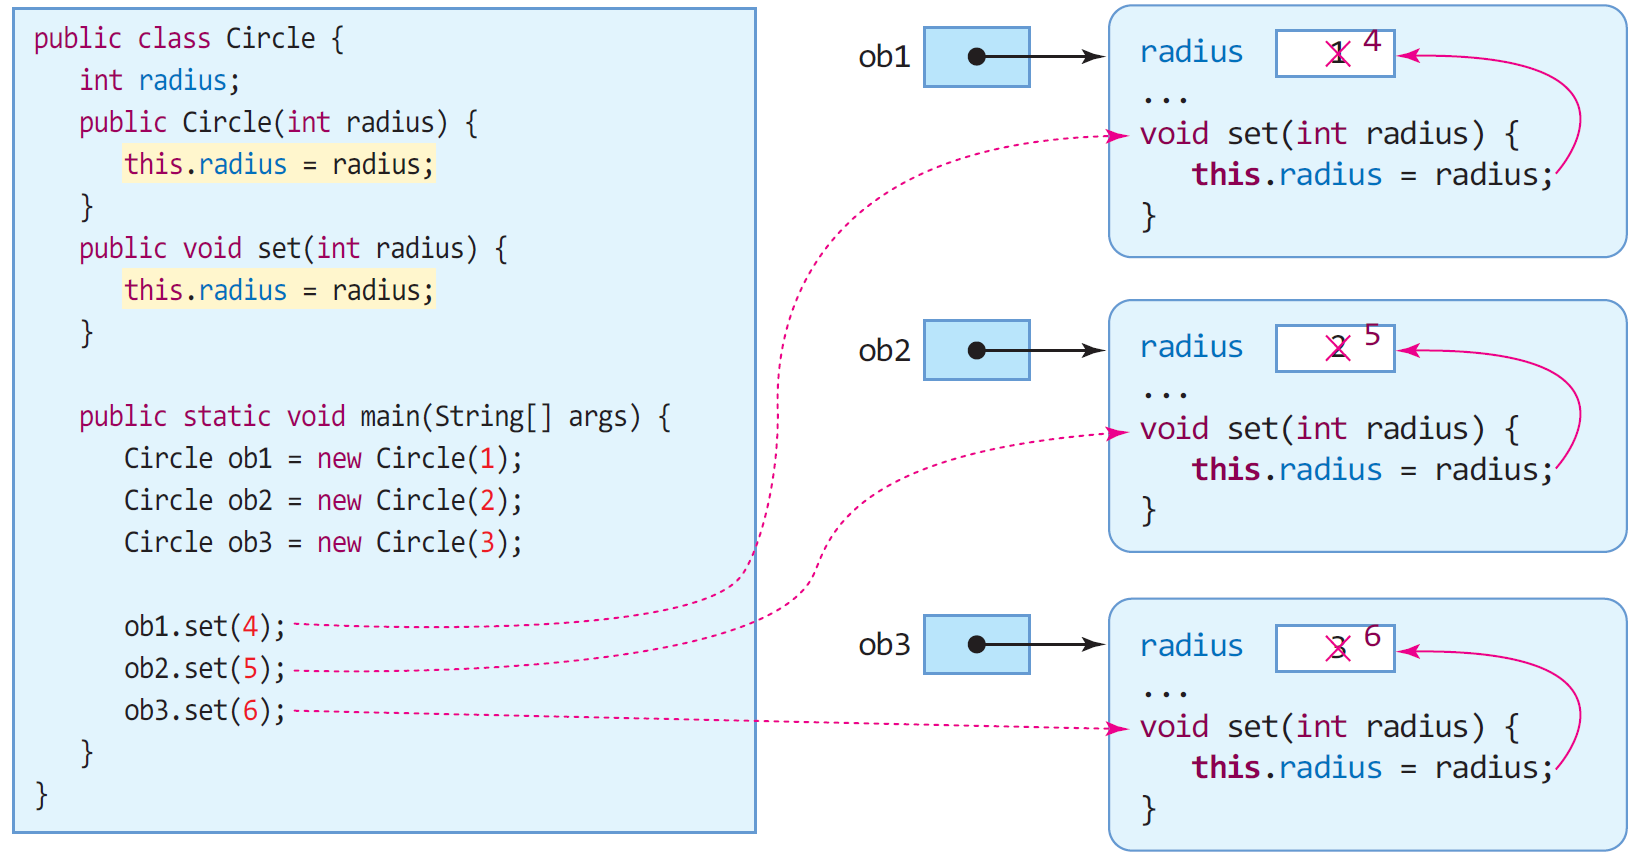 public class Circle {
int radius;
public Circle(int radius) {
this.radius = radius;
}
public void set(int radius) {
this.radius = radius;
}
public static void main(String[] args) {
Circle ob1 = new Circle(1);
Circle ob2 = new Circle(2);
Circle ob3 = new Circle(3);
ob1.set(4);
ob2.set(5);
ob3.set(6);
}
}
ob1
radius 1 4
...
void set(int radius) {
this.radius = radius;
}
ob2
radius 2 5
...
void set(int radius) {
this.radius = radius;
}
ob3
radius 3 6
...
void set(int radius) {
this.radius = radius;
}